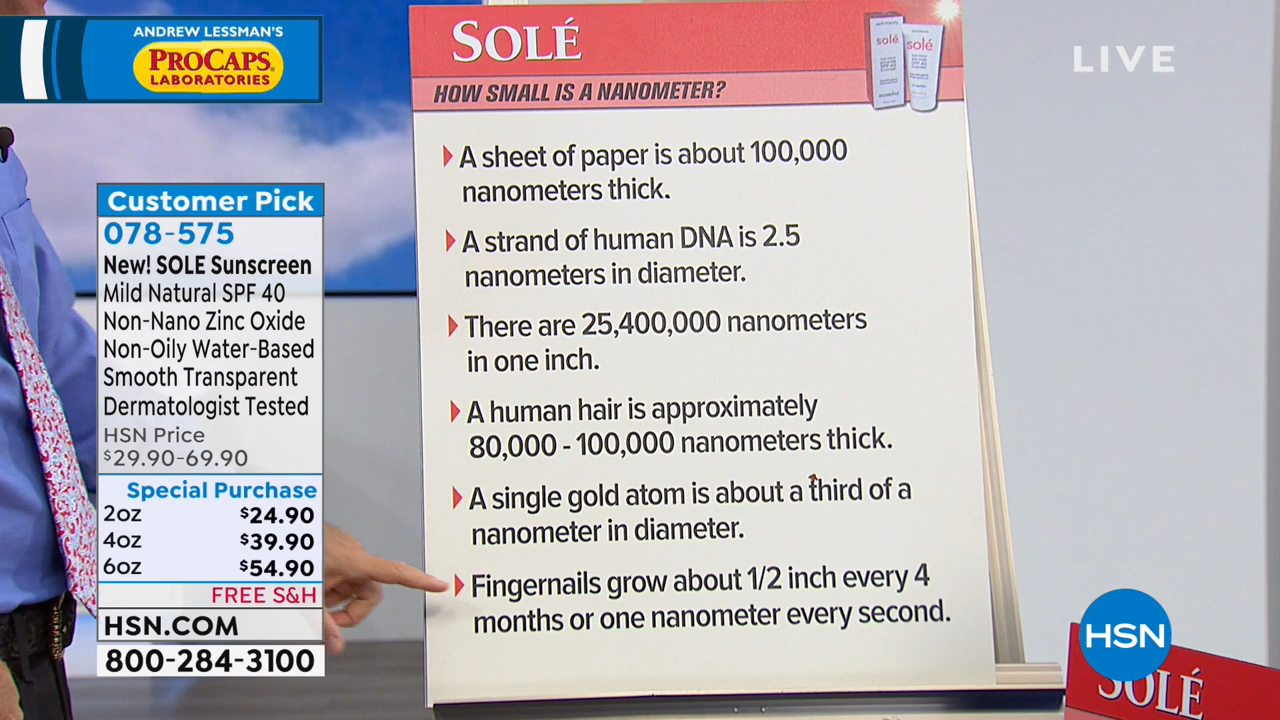 ANDREW LESSMAN'S
PROCAPS
LABORATORIES
Customer Pick
078-575
New! SOLE Sunscreen
Mild Natural SPF 40
Non-Nano Zinc Oxide
Non-Oily Water-Based
Smooth Transparent
Dermatologist Tested
HSN Price
$29.90-69.90
Special Purchase
2oz $24.90
4oz $39.90
6oz $54.90
FREE S&H
HSN.COM
800-284-3100
SOLÉ
HOW SMALL IS A NANOMETER?
solé
solé
A sheet of paper is about 100,000
nanometers thick.
A strand of human DNA is 2.5
nanometers in diameter.
There are 25,400,000 nanometers
in one inch.
A human hair is approximately
80,000 - 100,000 nanometers thick.
A single gold atom is about a third of a
nanometer in diameter.
Fingernails grow about 1/2 inch every 4
months or one nanometer every second.
LIVE
HSN
SOLÉ